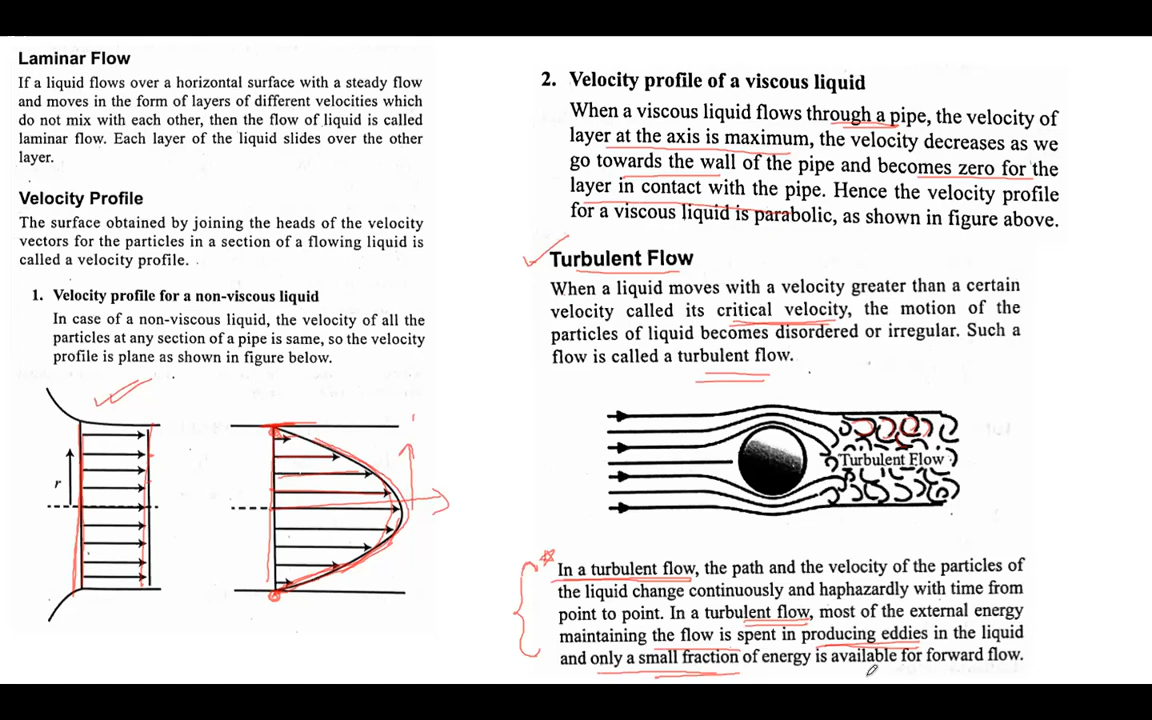 Laminar Flow
If a liquid flows over a horizontal surface with a steady flow
and moves in the form of layers of different velocities which
do not mix with each other, then the flow of liquid is called
laminar flow. Each layer of the liquid slides over the other
layer.
Velocity Profile
The surface obtained by joining the heads of the velocity
vectors for the particles in a section of a flowing liquid is
called a velocity profile.
1. Velocity profile for a non-viscous liquid
In case of a non-viscous liquid, the velocity of all the
particles at any section of a pipe is same, so the velocity
profile is plane as shown in figure below.
r
2. Velocity profile of a viscous liquid
When a viscous liquid flows through a pipe, the velocity of
layer at the axis is maximum, the velocity decreases as we
go towards the wall of the pipe and becomes zero for the
layer in contact with the pipe. Hence the velocity profile
for a viscous liquid is parabolic, as shown in figure above.
Turbulent Flow
When a liquid moves with a velocity greater than a certain
velocity called its critical velocity, the motion of the
particles of liquid becomes disordered or irregular. Such a
flow is called a turbulent flow.
Turbulent Flow
In a turbulent flow, the path and the velocity of the particles of
the liquid change continuously and haphazardly with time from
point to point. In a turbulent flow, most of the external energy
maintaining the flow is spent in producing eddies in the liquid
and only a small fraction of energy is available for forward flow.